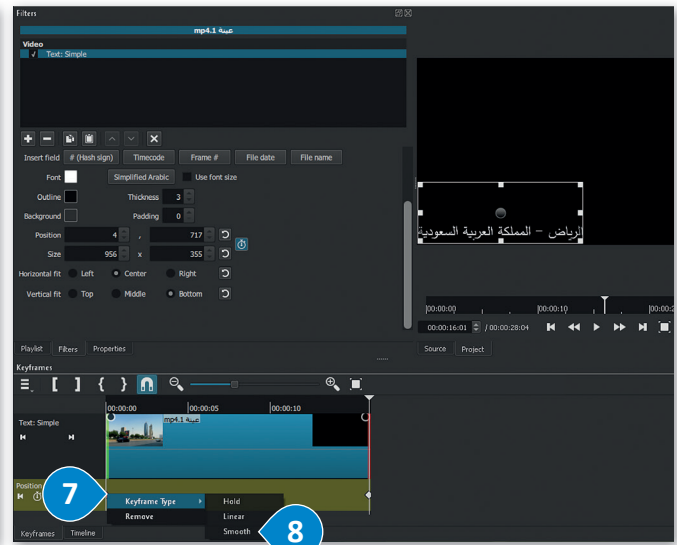 Filters
عينة 1.mp4
Video
Text: Simple
Insert field # (Hash sign) Timecode Frame # File date File name
Font Simplified Arabic Use font size
Outline Thickness 3
Background Padding 0
Position 4 , 717
Size 956 x 355
Horizontal fit Left Center Right
Vertical fit Top Middle Bottom
Playlist Filters Properties
الرياض - المملكة العربية السعودية
00:00:00 00:00:10 00:00:2
00:00:16:01 / 00:00:28:04
Source Project
Keyframes
00:00:00 00:00:05 00:00:10
Text: Simple
عينة 1.mp4
Position
7
Keyframe Type Hold
Remove Linear
Smooth
8
Keyframes Timeline